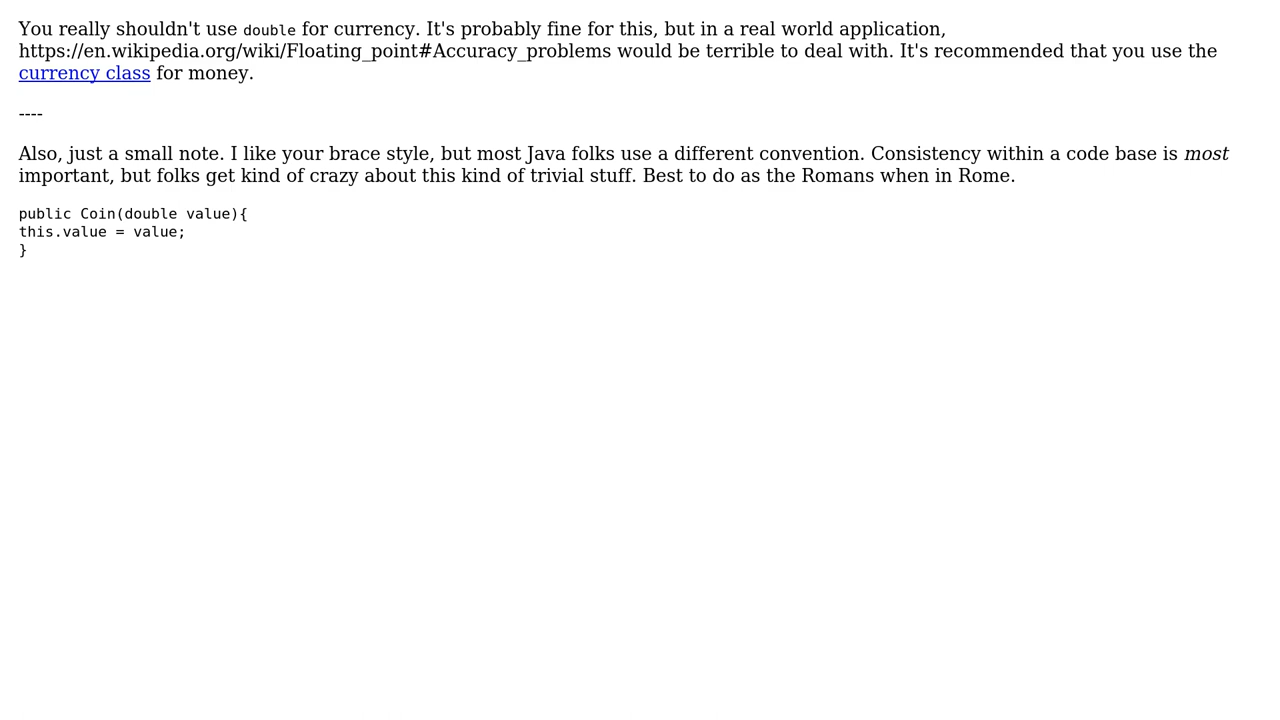 You really shouldn't use double for currency. It's probably fine for this, but in a real world application,
https://en.wikipedia.org/wiki/Floating_point#Accuracy_problems would be terrible to deal with. It's recommended that you use the
currency class for money.
----
Also, just a small note. I like your brace style, but most Java folks use a different convention. Consistency within a code base is most
important, but folks get kind of crazy about this kind of trivial stuff. Best to do as the Romans when in Rome.
public Coin(double value){
this.value = value;
}